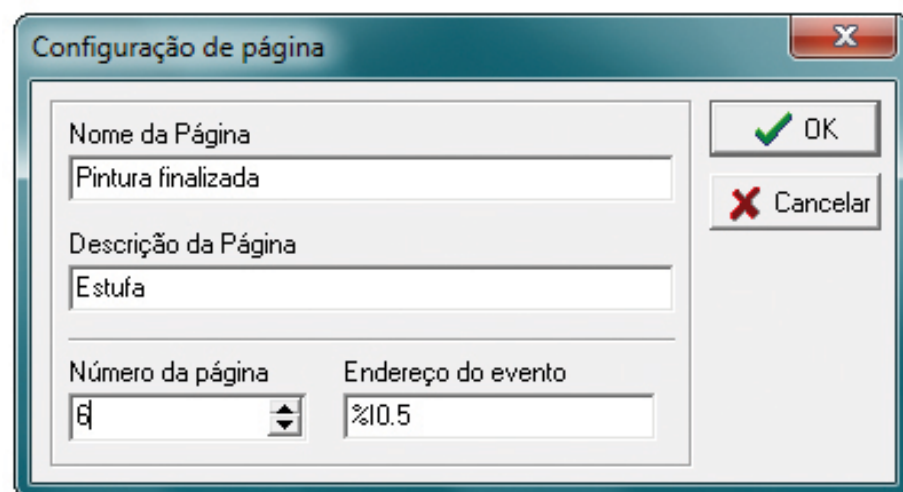 Configuração de página
Nome da Página
Pintura finalizada
OK
Cancelar
Descrição da Página
Estufa
Número da página
Endereço do evento
6
%I0.5